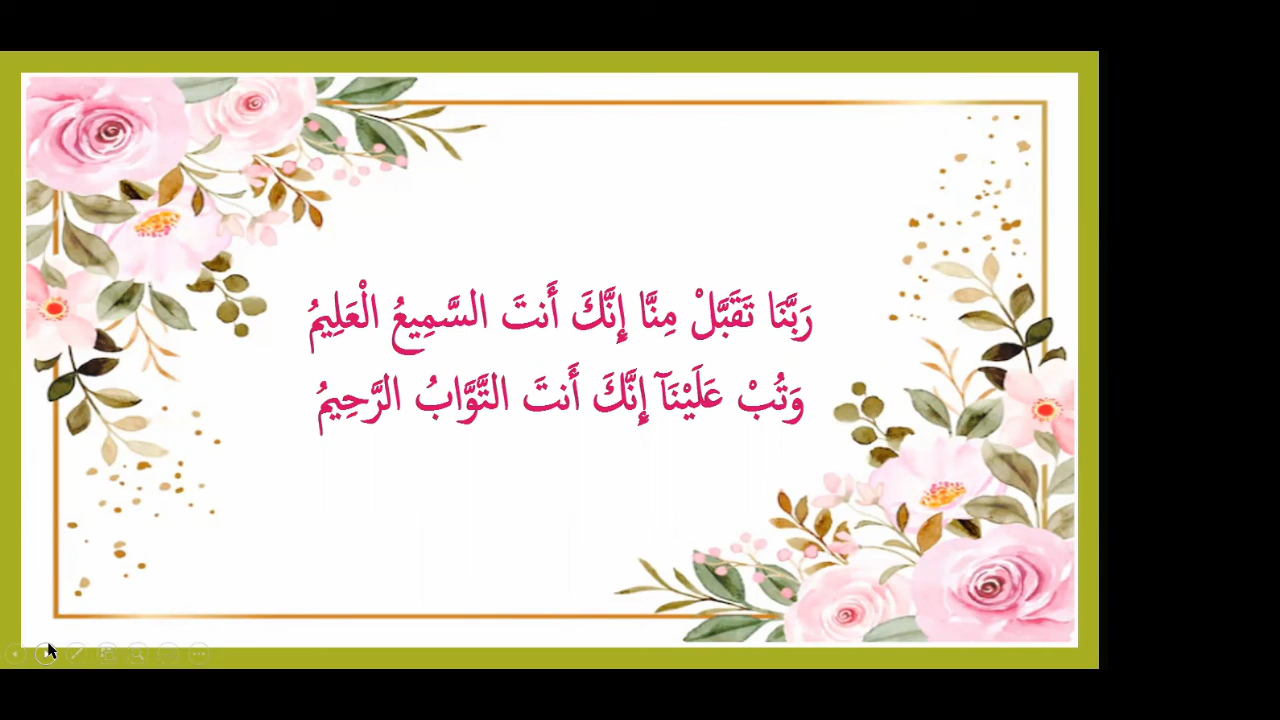 رَبَّنَا تَقَبَّلْ مِنَّا إِنَّكَ أَنتَ السَّمِيعُ الْعَلِيمُ
وَتُبْ عَلَيْنَآ إِنَّكَ أَنتَ التَّوَّابُ الرَّحِيمُ